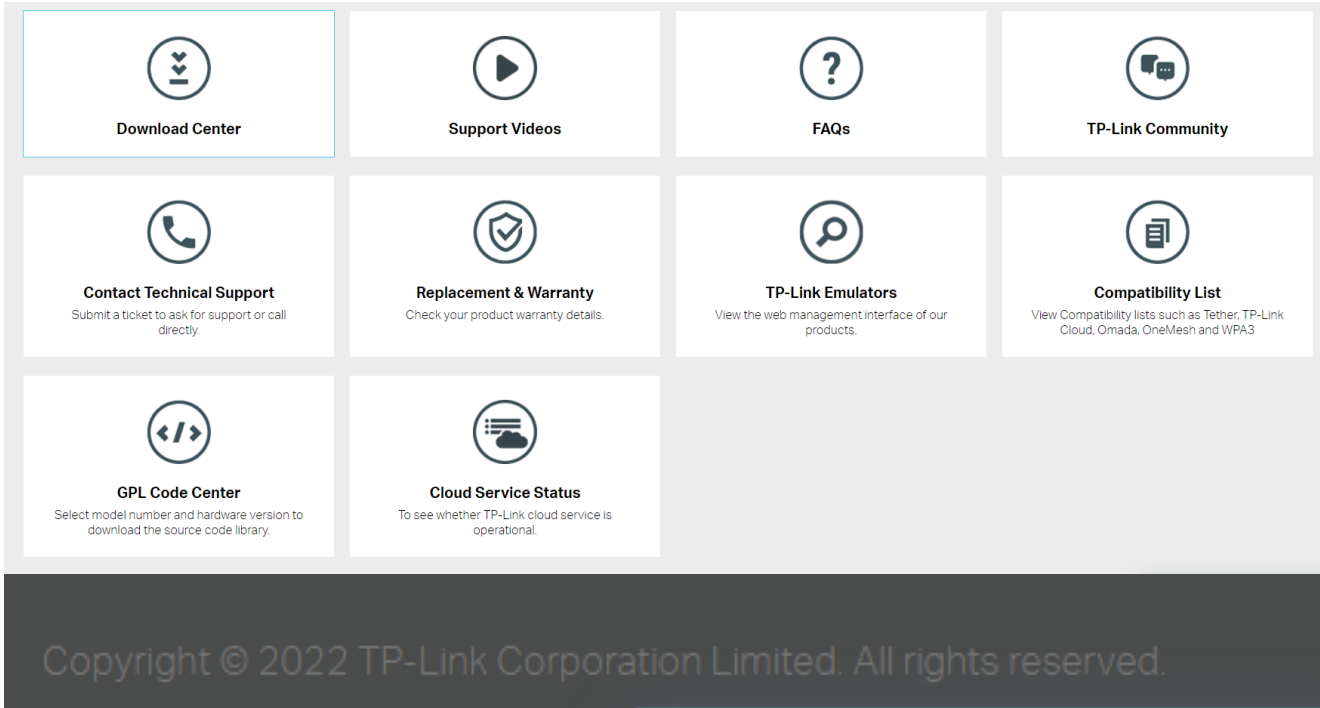 Download Center
Support Videos
FAQs
TP-Link Community
Contact Technical Support
Submit a ticket to ask for support or call
directly.
Replacement & Warranty
Check your product warranty details.
TP-Link Emulators
View the web management interface of our
products.
Compatibility List
View Compatibility lists such as Tether, TP-Link
Cloud, Omada, OneMesh and WPA3
GPL Code Center
Select model number and hardware version to
download the source code library.
Cloud Service Status
To see whether TP-Link cloud service is
operational.
Copyright © 2022 TP-Link Corporation Limited. All rights reserved.